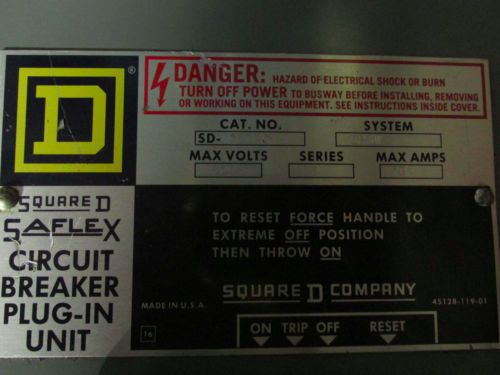 D
®
DANGER: HAZARD OF ELECTRICAL SHOCK OR BURN
TURN OFF POWER TO BUSWAY BEFORE INSTALLING, REMOVING
OR WORKING ON THIS EQUIPMENT. SEE INSTRUCTIONS INSIDE COVER.
CAT. NO. SYSTEM
SD-
MAX VOLTS SERIES MAX AMPS
SQUARE D
SAFLEX
CIRCUIT
BREAKER
PLUG-IN
UNIT
TO RESET FORCE HANDLE TO
EXTREME OFF POSITION
THEN THROW ON
MADE IN U.S.A. SQUARE D COMPANY 45128-119-01
16
ON TRIP OFF RESET